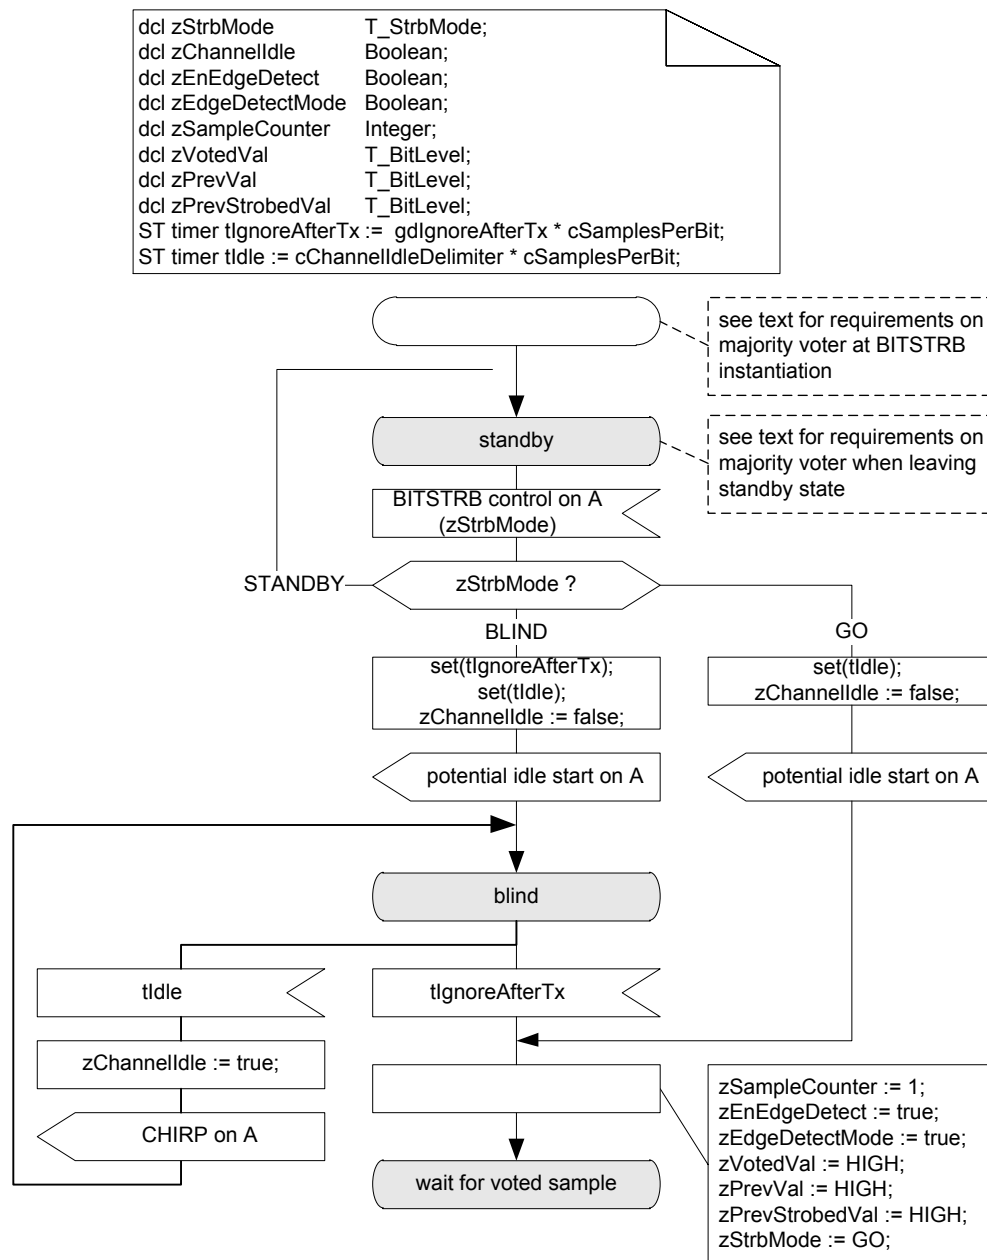 dcl zStrbMode T_StrbMode;
dcl zChannelIdle Boolean;
dcl zEnEdgeDetect Boolean;
dcl zEdgeDetectMode Boolean;
dcl zSampleCounter Integer;
dcl zVotedVal T_BitLevel;
dcl zPrevVal T_BitLevel;
dcl zPrevStrobedVal T_BitLevel;
ST timer tIgnoreAfterTx := gdIgnoreAfterTx * cSamplesPerBit;
ST timer tIdle := cChannelIdleDelimiter * cSamplesPerBit;
see text for requirements on
majority voter at BITSTRB
instantiation
standby
see text for requirements on
majority voter when leaving
standby state
BITSTRB control on A
(zStrbMode)
STANDBY
zStrbMode ?
BLIND
GO
set(tIgnoreAfterTx);
set(tIdle);
zChannelIdle := false;
set(tIdle);
zChannelIdle := false;
potential idle start on A
potential idle start on A
blind
tIdle
tIgnoreAfterTx
zChannelIdle := true;
CHIRP on A
zSampleCounter := 1;
zEnEdgeDetect := true;
zEdgeDetectMode := true;
zVotedVal := HIGH;
zPrevVal := HIGH;
zPrevStrobedVal := HIGH;
zStrbMode := GO;
wait for voted sample